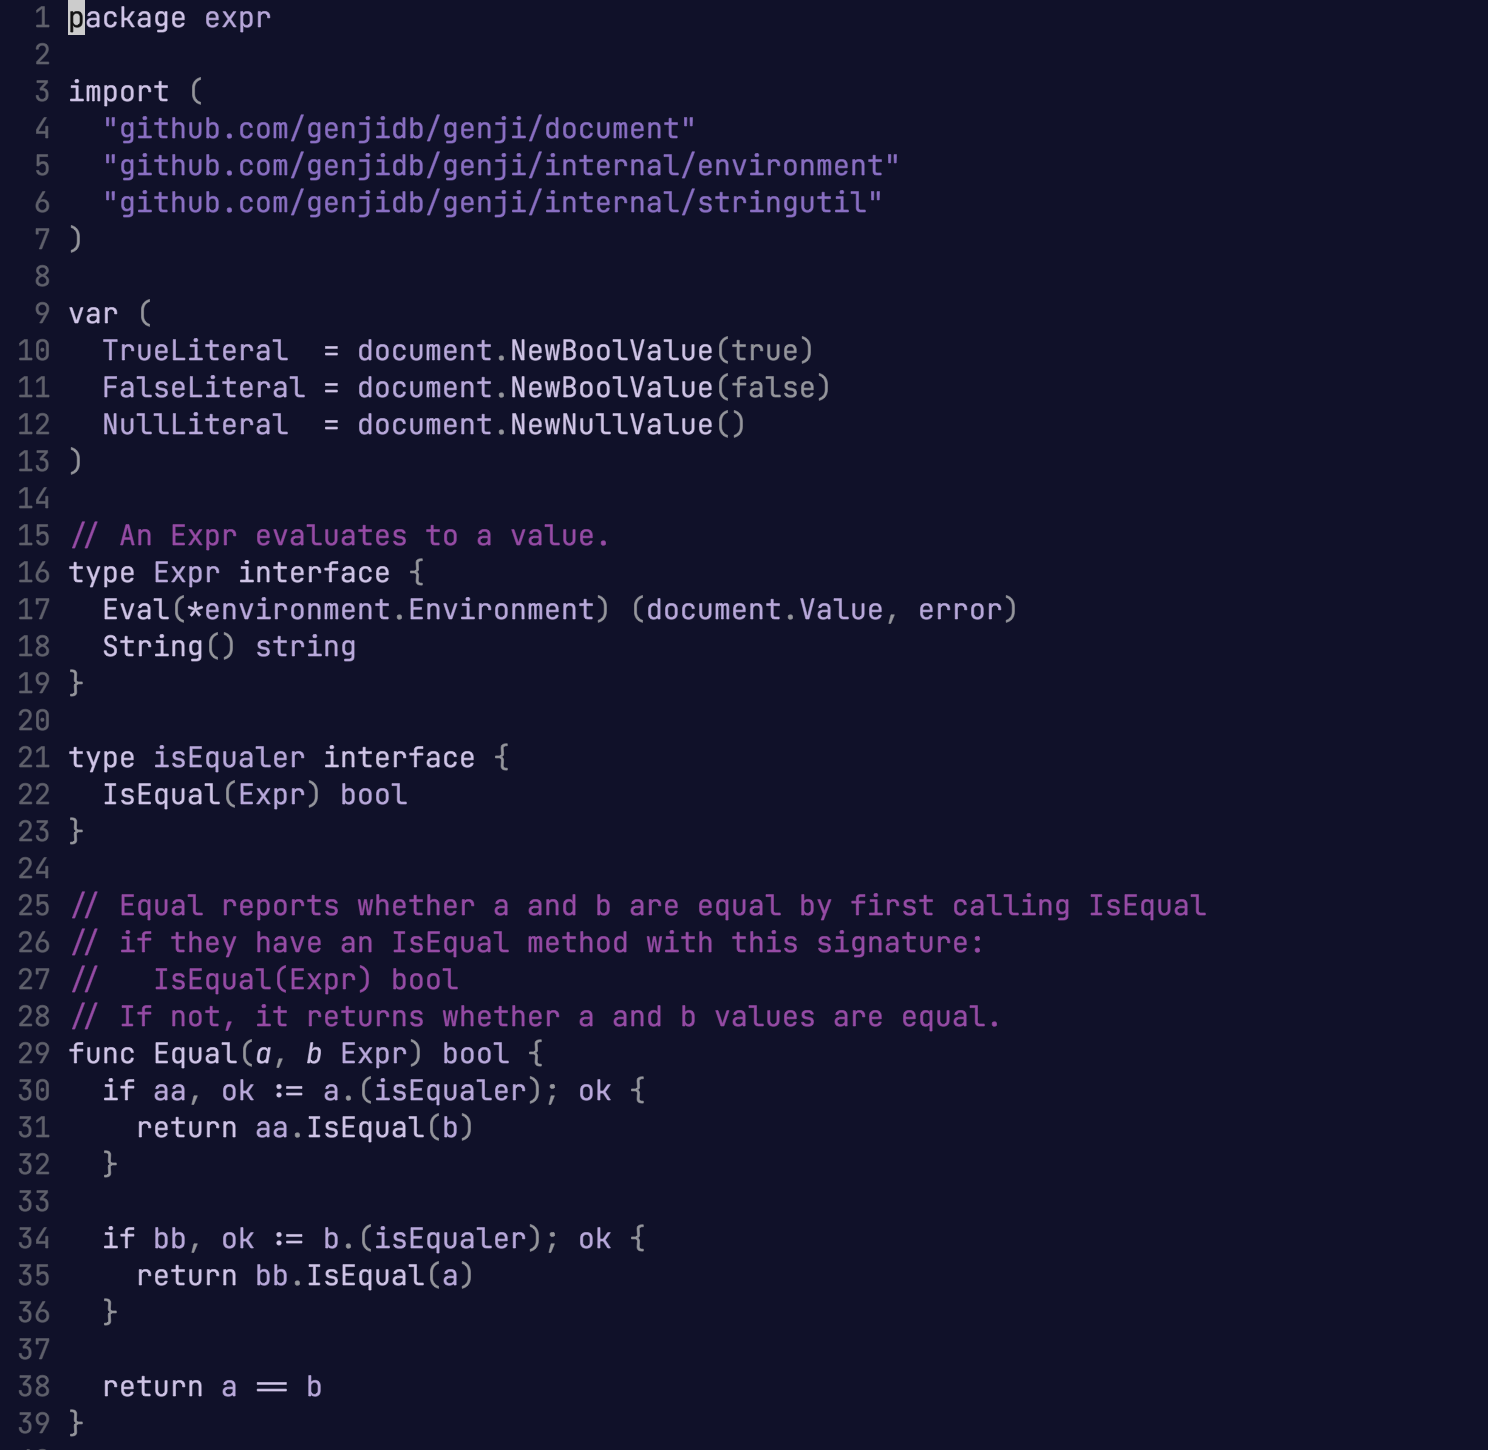 1 package expr
2
3 import (
4   "github.com/genjidb/genji/document"
5   "github.com/genjidb/genji/internal/environment"
6   "github.com/genjidb/genji/internal/stringutil"
7 )
8
9 var (
10   TrueLiteral  = document.NewBoolValue(true)
11   FalseLiteral = document.NewBoolValue(false)
12   NullLiteral  = document.NewNullValue()
13 )
14
15 // An Expr evaluates to a value.
16 type Expr interface {
17   Eval(*environment.Environment) (document.Value, error)
18   String() string
19 }
20
21 type isEqualer interface {
22   IsEqual(Expr) bool
23 }
24
25 // Equal reports whether a and b are equal by first calling IsEqual
26 // if they have an IsEqual method with this signature:
27 //   IsEqual(Expr) bool
28 // If not, it returns whether a and b values are equal.
29 func Equal(a, b Expr) bool {
30   if aa, ok := a.(isEqualer); ok {
31     return aa.IsEqual(b)
32   }
33
34   if bb, ok := b.(isEqualer); ok {
35     return bb.IsEqual(a)
36   }
37
38   return a == b
39 }